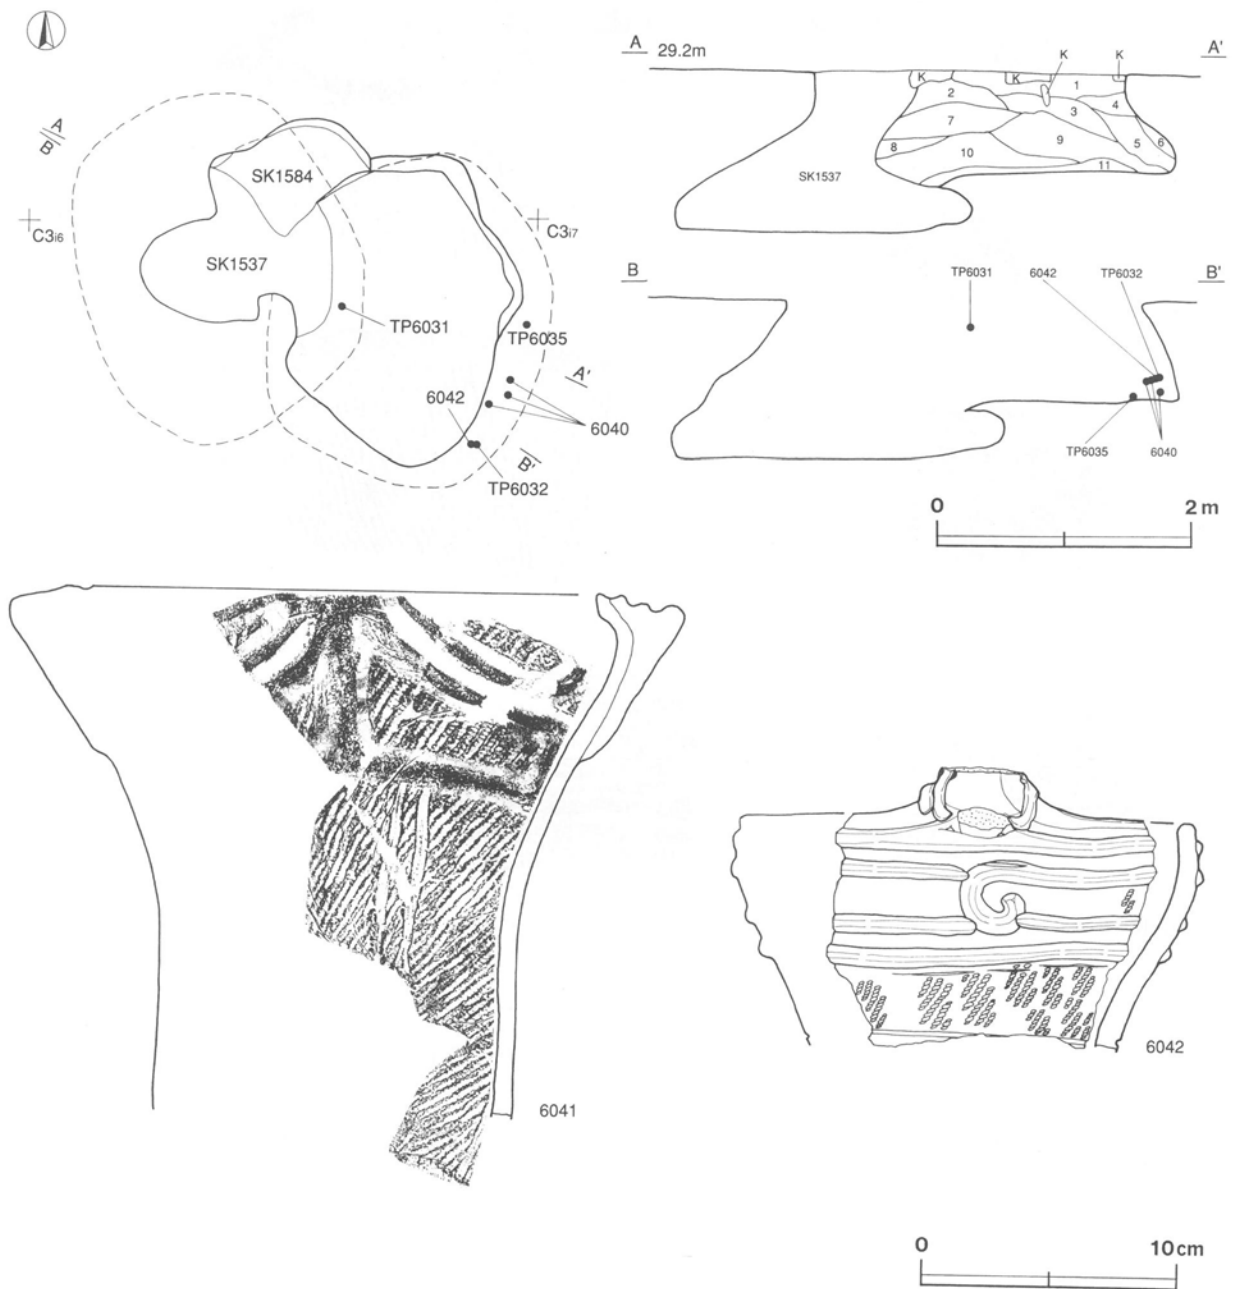 A
B
SK1584
C3i6
SK1537
C3i7
TP6031
TP6035
A'
6042
6040
B'
TP6032
A 29.2m A'
K K
K K
1
2
3 4
7
9 5 6
8 10
11
SK1537
B B'
TP6031 6042 TP6032
TP6035 6040
0 2m
6041
6042
0 10cm